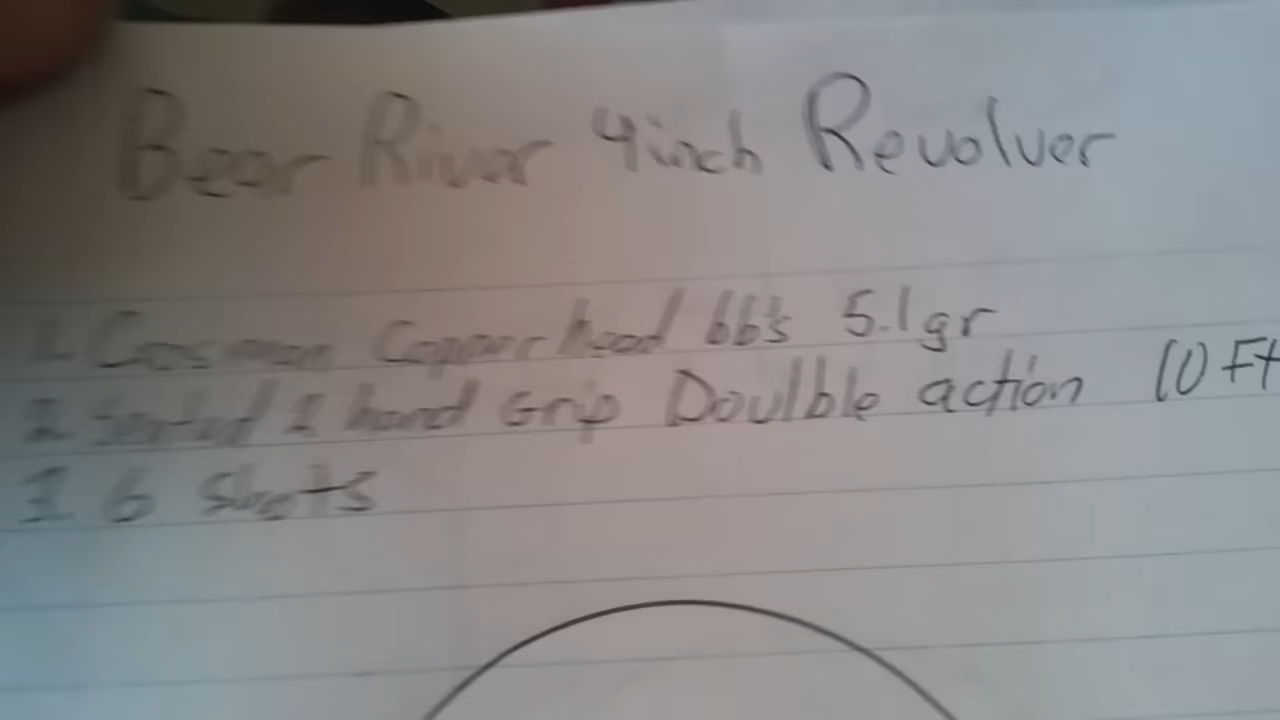 Bear River 4inch Revolver
1. Crosman Copperhead bb's 5.1gr
2. Seated 2 hand Grip Doulble action 10 Ft
3. 6 Shots